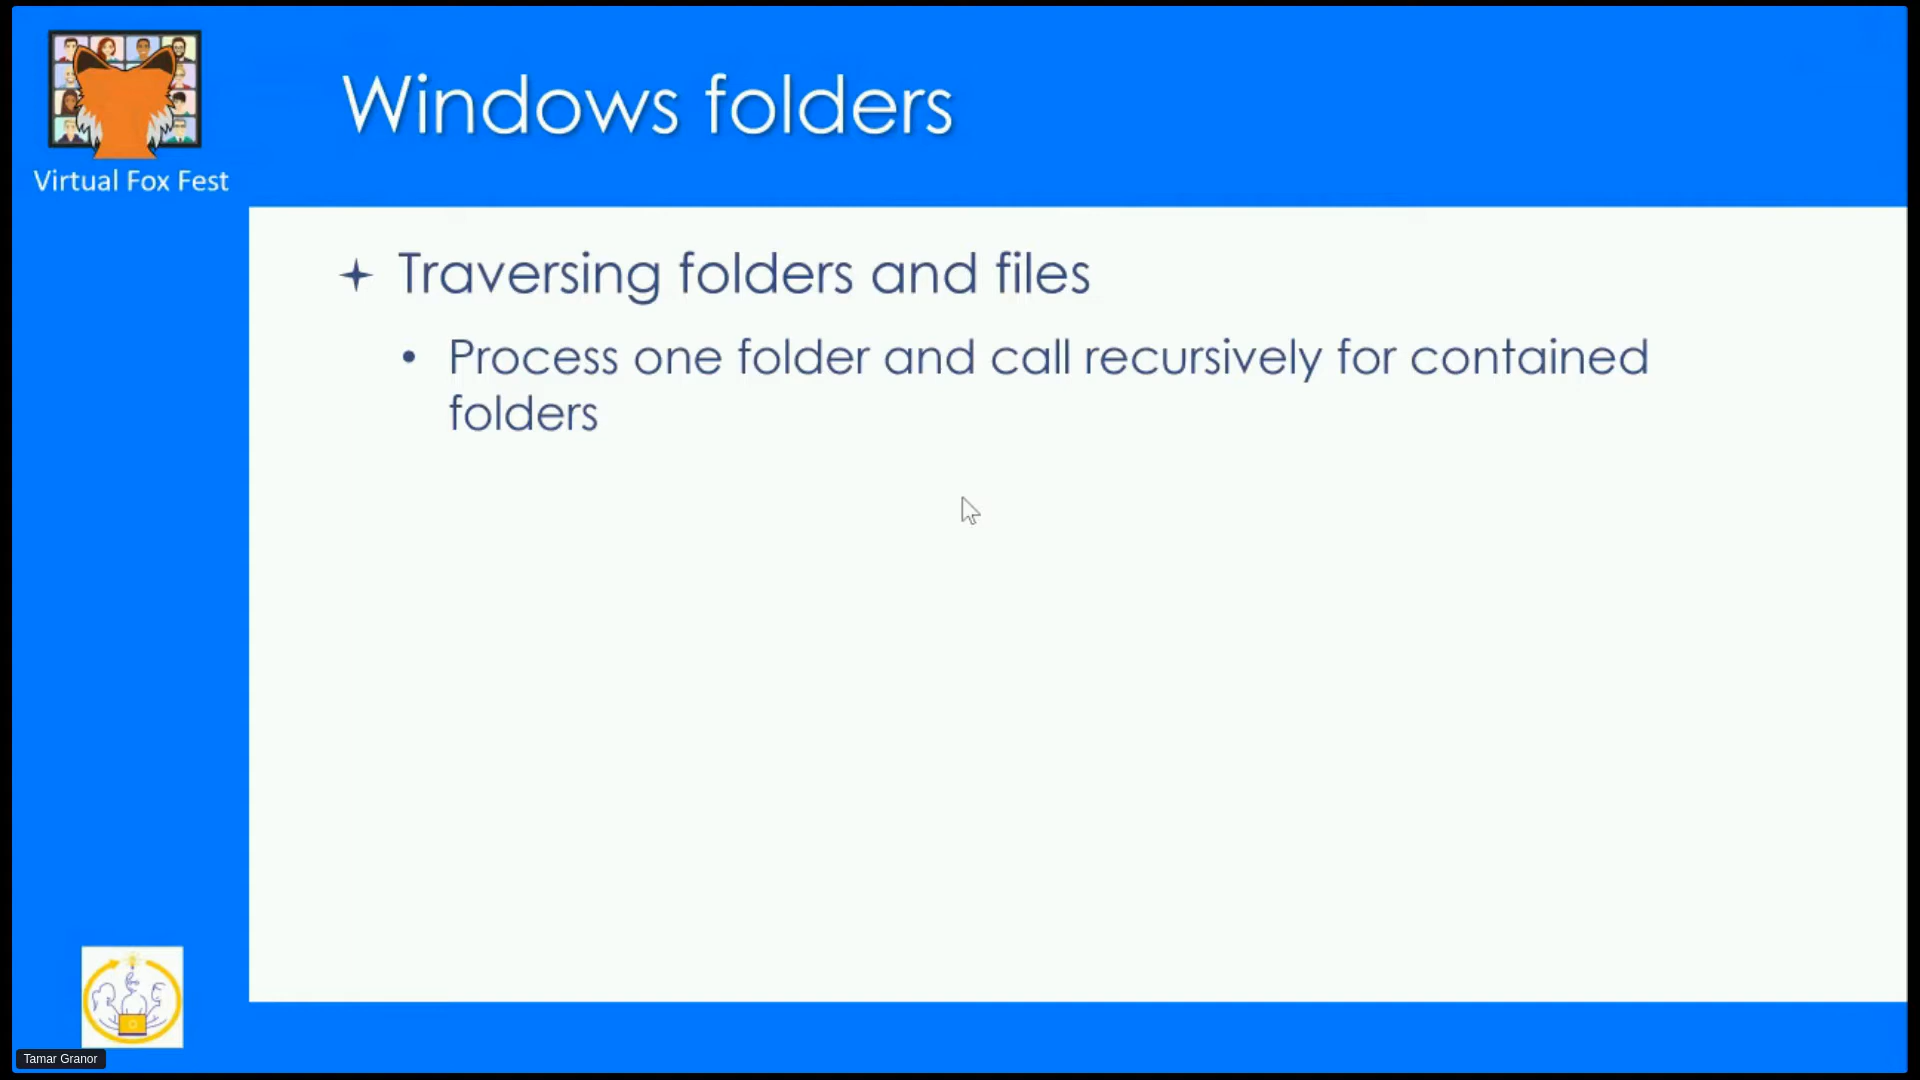 Windows folders
Virtual Fox Fest
Traversing folders and files
• Process one folder and call recursively for contained
folders
Tamar Granor